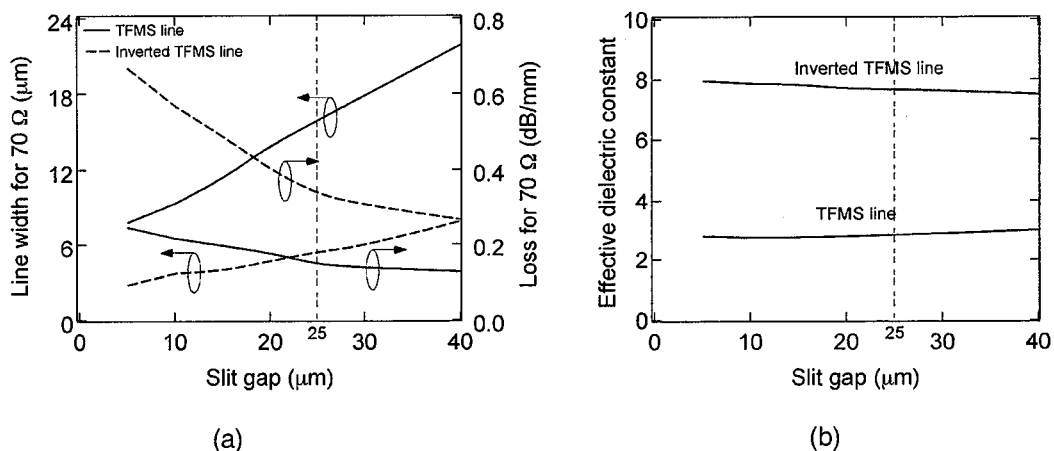 TFMS line
Inverted TFMS line
24
18
12
6
0
Line width for 70 Ω (μm)
0.8
0.6
0.4
0.2
0.0
Loss for 70 Ω (dB/mm)
0
10
20
25
30
40
Slit gap (μm)
(a)
10
8
6
4
2
0
Effective dielectric constant
Inverted TFMS line
TFMS line
0
10
20
25
30
40
Slit gap (μm)
(b)